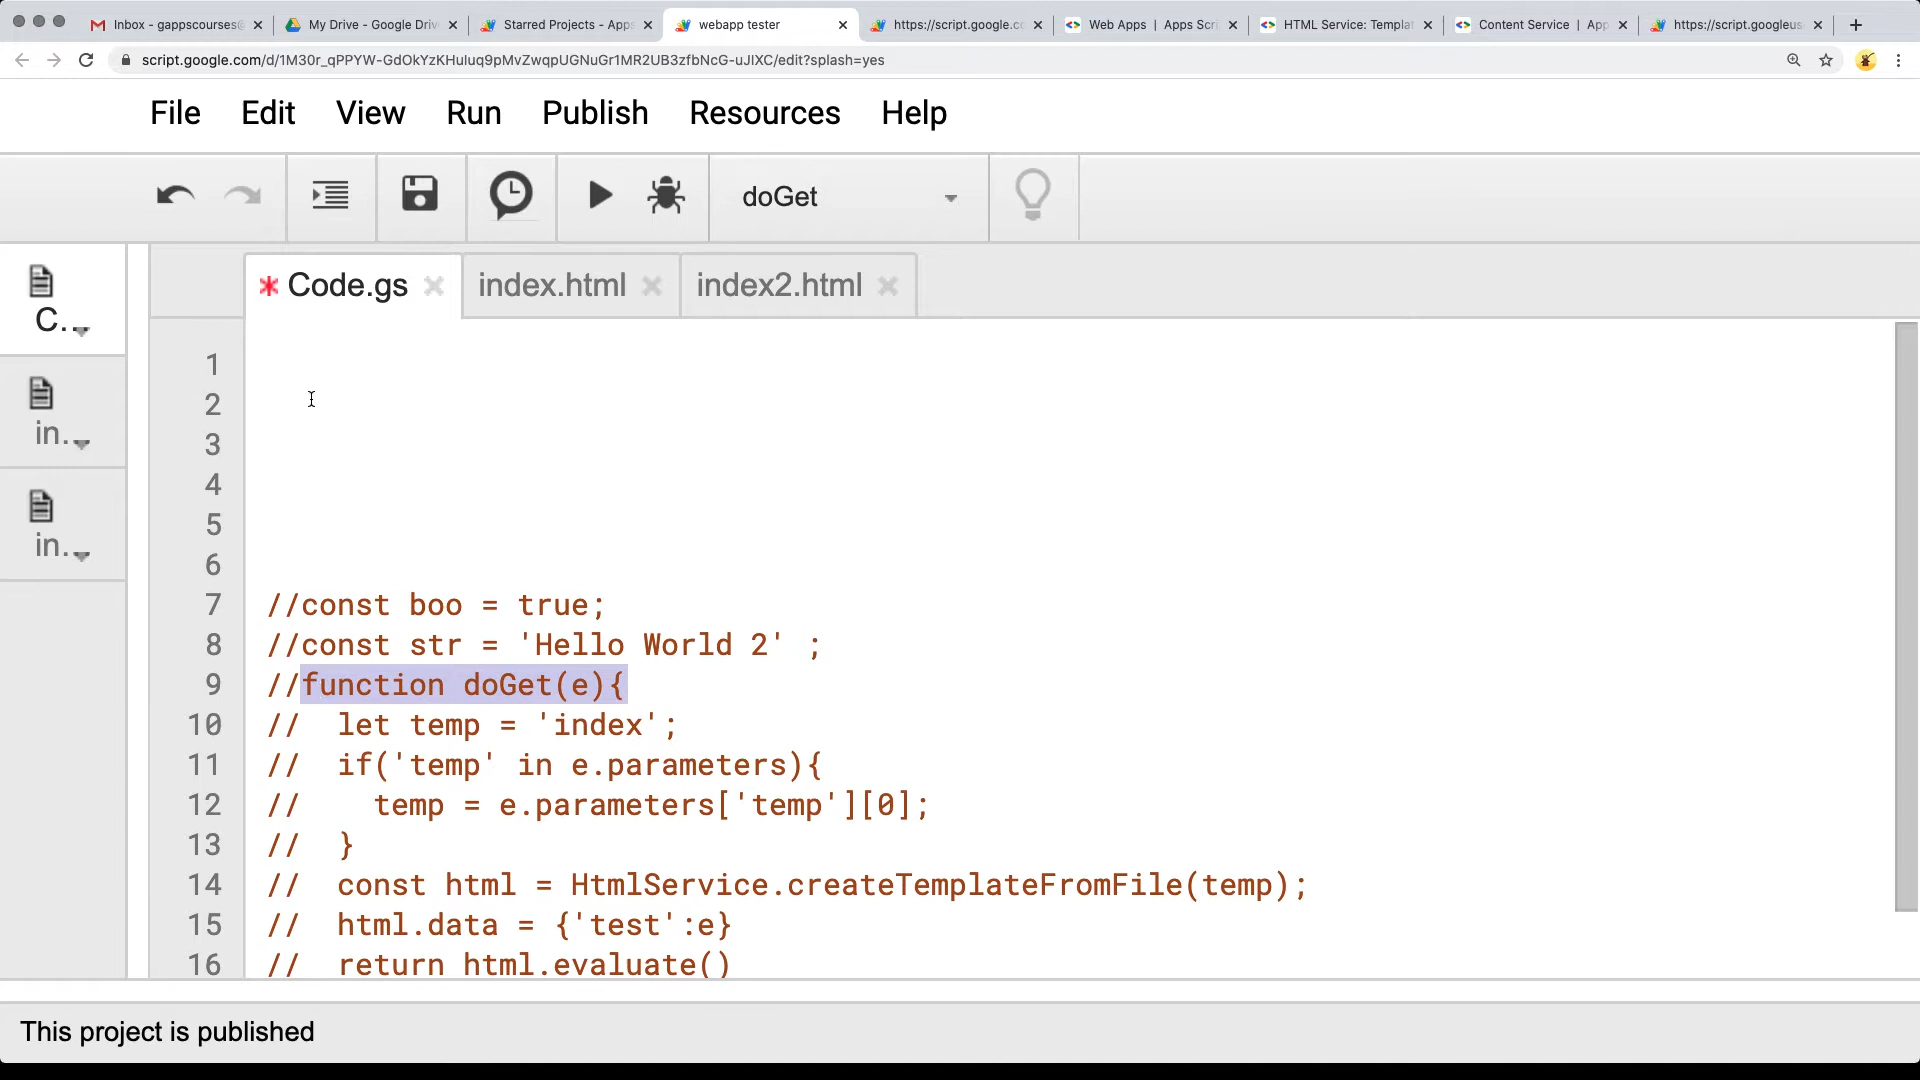 Inbox - gappscourses@ My Drive - Google Driv Starred Projects - Apps webapp tester https://script.google.co Web Apps | Apps Scri HTML Service: Templat Content Service | App https://script.googleus
script.google.com/d/1M30r_qPPYW-GdOkYzKHuluq9pMvZwqpUGNuGr1MR2UB3zfbNcG-uJlXC/edit?splash=yes
File Edit View Run Publish Resources Help
doGet
* Code.gs index.html index2.html
C...
in...
in...
1
2
3
4
5
6
7 //const boo = true;
8 //const str = 'Hello World 2' ;
9 //function doGet(e){
10 //  let temp = 'index';
11 //  if('temp' in e.parameters){
12 //    temp = e.parameters['temp'][0];
13 //  }
14 //  const html = HtmlService.createTemplateFromFile(temp);
15 //  html.data = {'test':e}
16 //  return html.evaluate()
This project is published